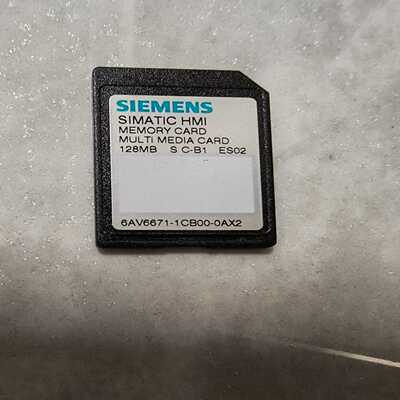 SIEMENS
SIMATIC HMI
MEMORY CARD
MULTI MEDIA CARD
128MB S C-B1 ES02
6AV6671-1CB00-0AX2